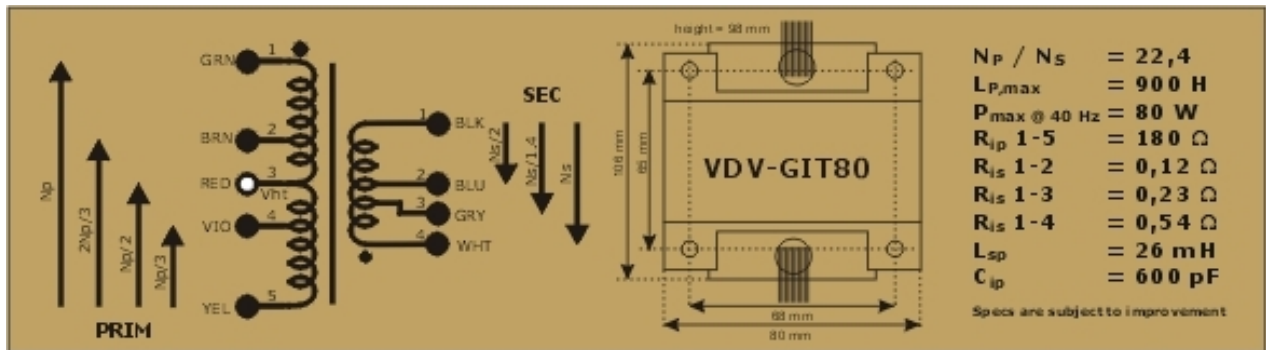 Np
2Np/3
Np/2
Np/3
PRIM
GRN 1
BRN 2
RED 3
Vht
VIO 4
YEL 5
SEC
1 BLK
2 BLU
3 GRY
4 WHT
Ns/2
Ns/1.4
Ns
height = 98 mm
106 mm
65 mm
VDV-GIT80
68 mm
80 mm
NP / NS = 22,4
LP,max = 900 H
Pmax @ 40 Hz = 80 W
Rip 1-5 = 180 Ω
Ris 1-2 = 0,12 Ω
Ris 1-3 = 0,23 Ω
Ris 1-4 = 0,54 Ω
Lsp = 26 mH
Cip = 600 pF
Specs are subject to improvement